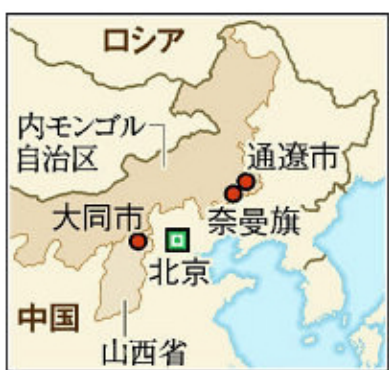 ロシア
内モンゴル
自治区
通遼市
大同市
奈曼旗
北京
中国
山西省